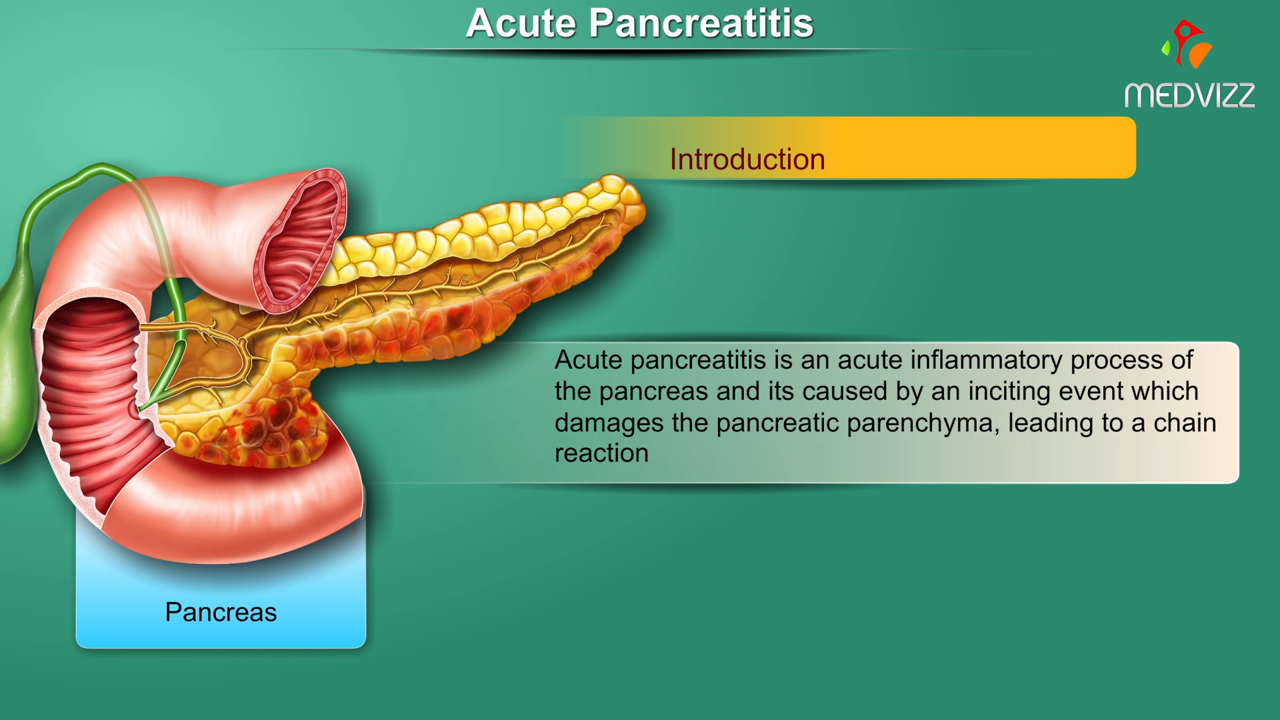 Acute Pancreatitis
MEDVIZZ
Introduction
Acute pancreatitis is an acute inflammatory process of
the pancreas and its caused by an inciting event which
damages the pancreatic parenchyma, leading to a chain
reaction
Pancreas